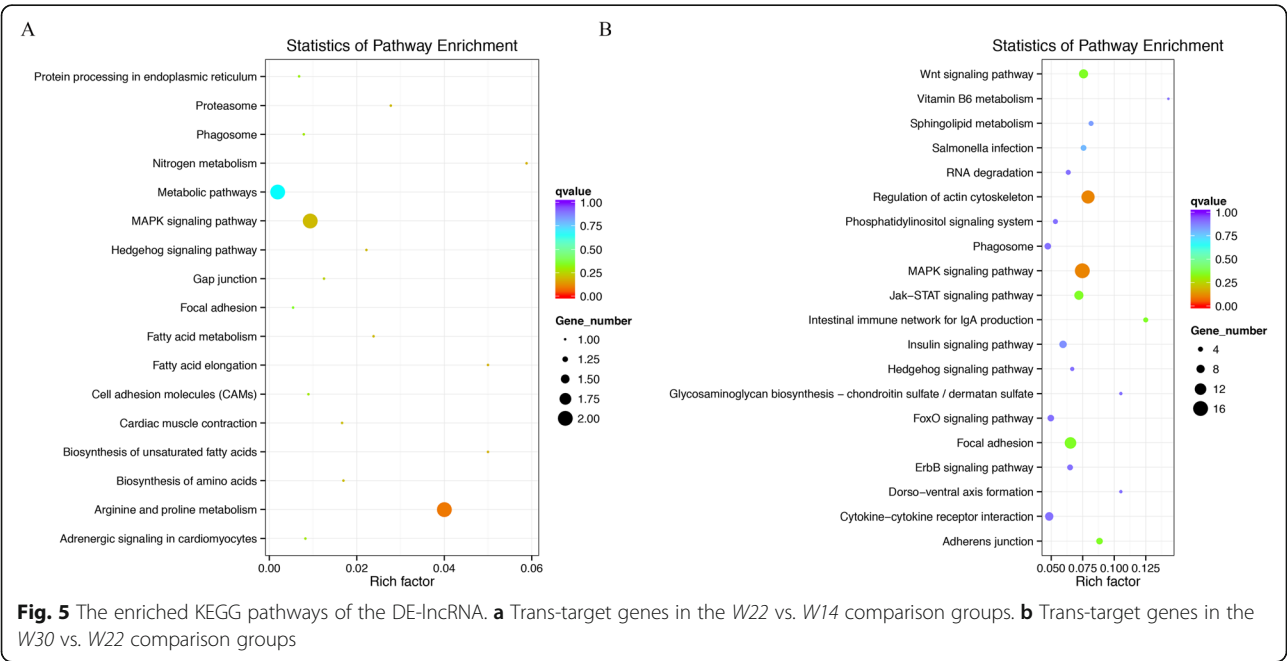 A
Statistics of Pathway Enrichment
Protein processing in endoplasmic reticulum
Proteasome
Phagosome
Nitrogen metabolism
Metabolic pathways
MAPK signaling pathway
Hedgehog signaling pathway
Gap junction
Focal adhesion
Fatty acid metabolism
Fatty acid elongation
Cell adhesion molecules (CAMs)
Cardiac muscle contraction
Biosynthesis of unsaturated fatty acids
Biosynthesis of amino acids
Arginine and proline metabolism
Adrenergic signaling in cardiomyocytes
0.00 0.02 0.04 0.06
Rich factor
qvalue
1.00
0.75
0.50
0.25
0.00
Gene_number
1.00
1.25
1.50
1.75
2.00
B
Statistics of Pathway Enrichment
Wnt signaling pathway
Vitamin B6 metabolism
Sphingolipid metabolism
Salmonella infection
RNA degradation
Regulation of actin cytoskeleton
Phosphatidylinositol signaling system
Phagosome
MAPK signaling pathway
Jak−STAT signaling pathway
Intestinal immune network for IgA production
Insulin signaling pathway
Hedgehog signaling pathway
Glycosaminoglycan biosynthesis − chondroitin sulfate / dermatan sulfate
FoxO signaling pathway
Focal adhesion
ErbB signaling pathway
Dorso−ventral axis formation
Cytokine−cytokine receptor interaction
Adherens junction
0.050 0.075 0.100 0.125
Rich factor
qvalue
1.00
0.75
0.50
0.25
0.00
Gene_number
4
8
12
16
Fig. 5 The enriched KEGG pathways of the DE-lncRNA. a Trans-target genes in the W22 vs. W14 comparison groups. b Trans-target genes in the
W30 vs. W22 comparison groups